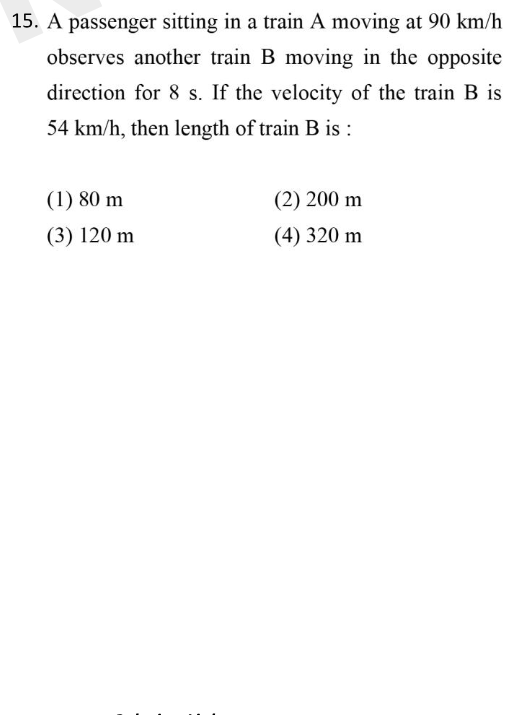 15. A passenger sitting in a train A moving at 90 km/h
observes another train B moving in the opposite
direction for 8 s. If the velocity of the train B is
54 km/h, then length of train B is :
(1) 80 m (2) 200 m
(3) 120 m (4) 320 m